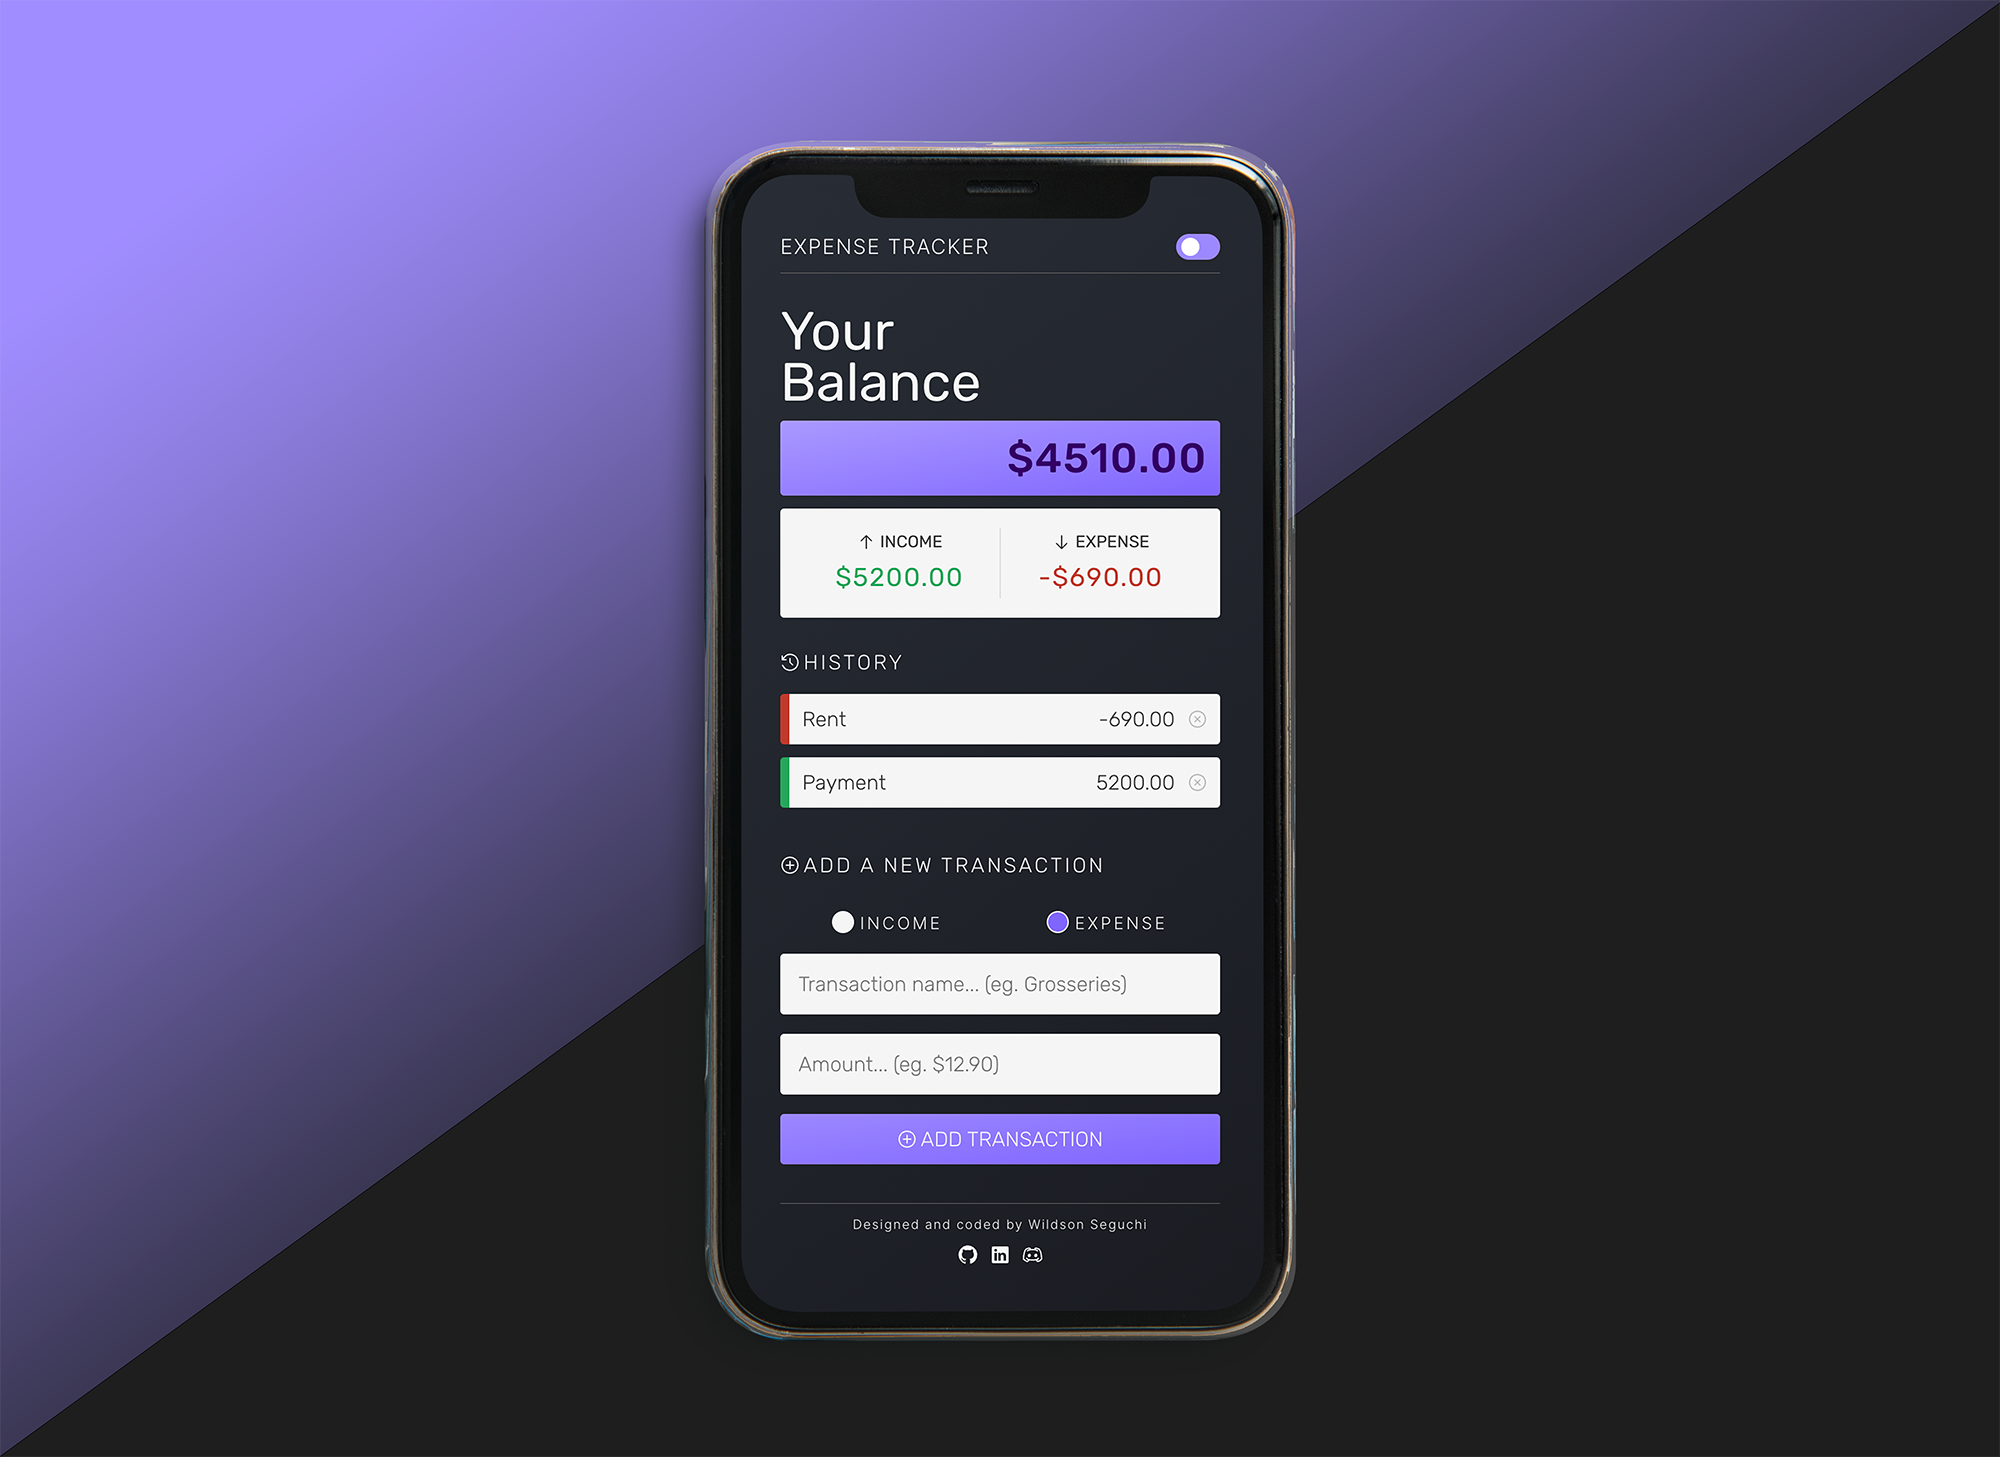 EXPENSE TRACKER
Your
Balance
$4510.00
↑ INCOME
$5200.00
↓ EXPENSE
-$690.00
HISTORY
Rent -690.00
Payment 5200.00
ADD A NEW TRANSACTION
INCOME EXPENSE
Transaction name... (eg. Grosseries)
Amount... (eg. $12.90)
ADD TRANSACTION
Designed and coded by Wildson Seguchi
in